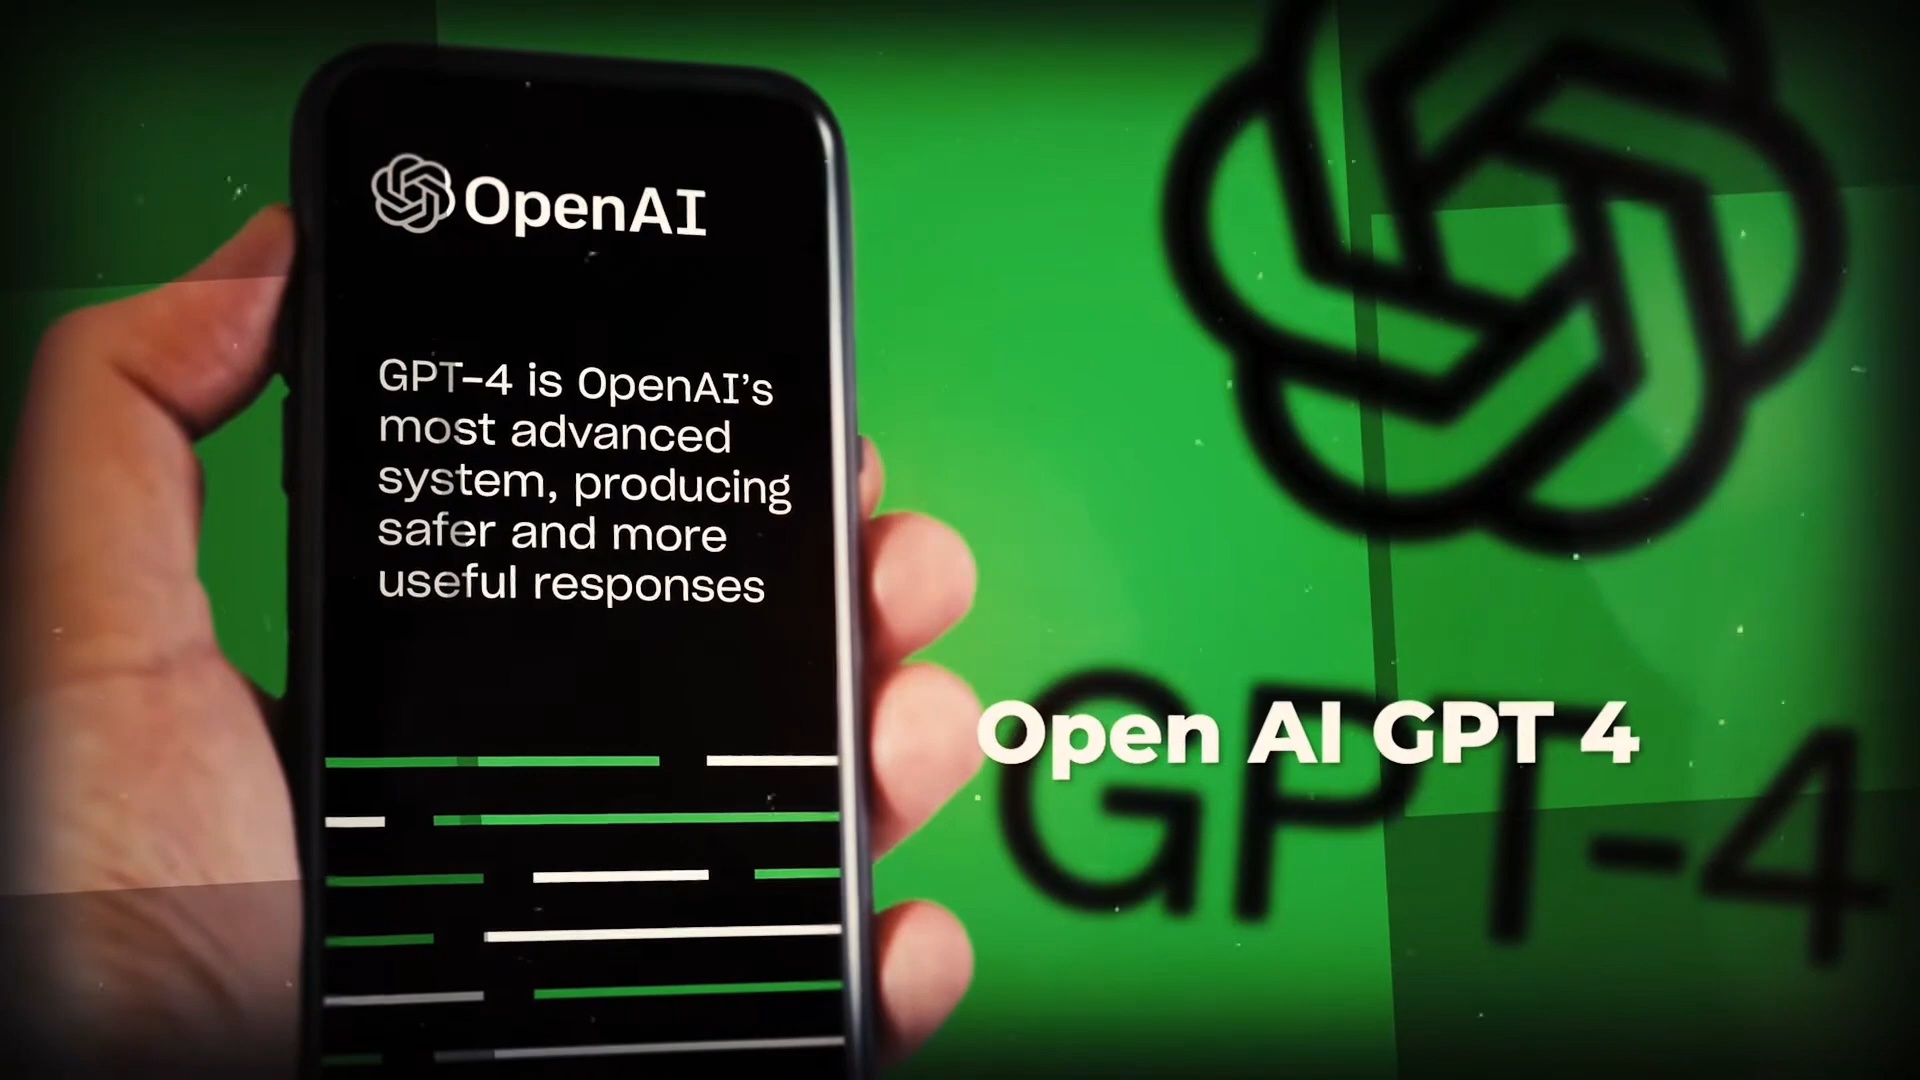 OpenAI
GPT-4 is OpenAI's
most advanced
system, producing
safer and more
useful responses
Open AI GPT 4
GPT-4